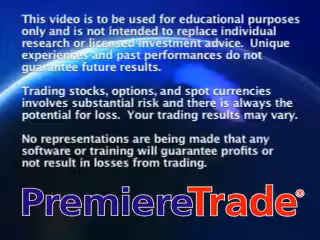 This video is to be used for educational purposes
only and is not intended to replace individual
research or licensed investment advice.  Unique
experiences and past performances do not
guarantee future results.
Trading stocks, options, and spot currencies
involves substantial risk and there is always the
potential for loss.  Your trading results may vary.
No representations are being made that any
software or training will guarantee profits or
not result in losses from trading.
PremiereTrade®